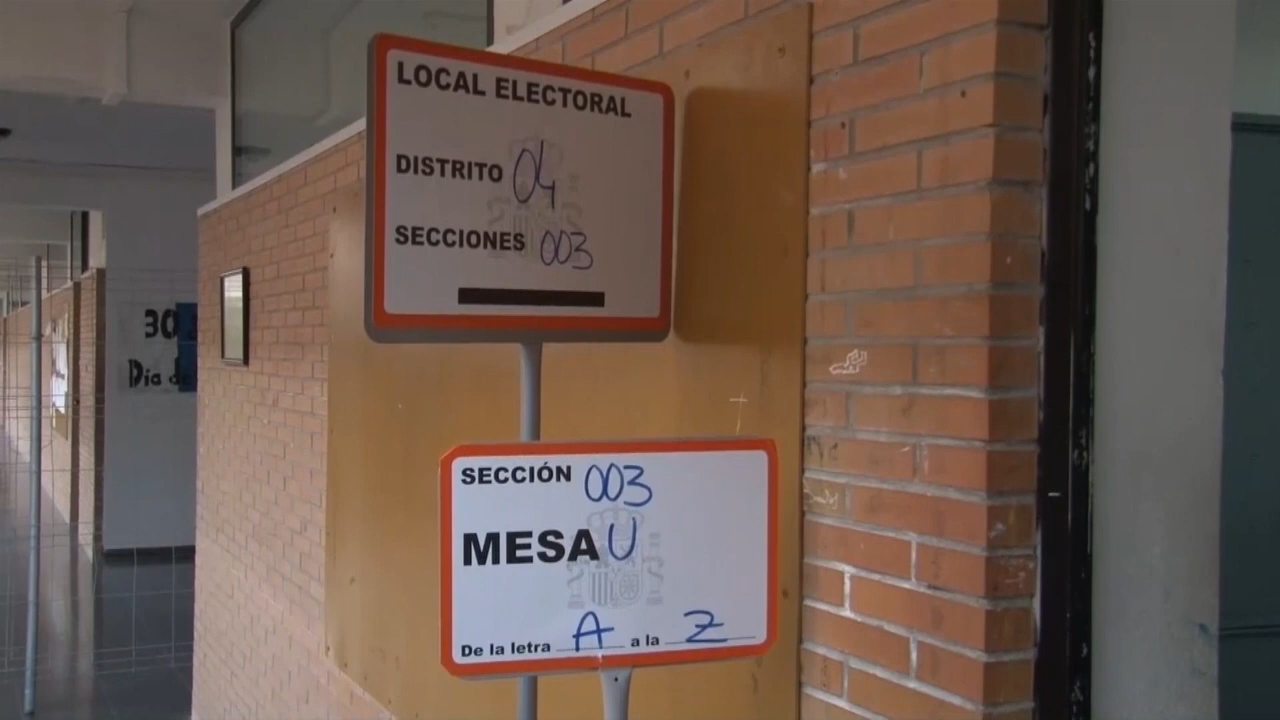 LOCAL ELECTORAL
DISTRITO 04
SECCIONES 003
30
Día de
SECCIÓN 003
MESA U
De la letra A a la Z